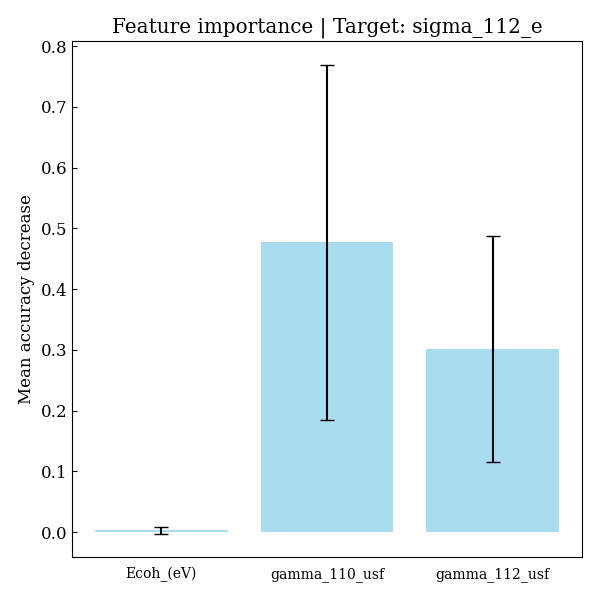 Feature importance | Target: sigma_112_e
Mean accuracy decrease
0.8
0.7
0.6
0.5
0.4
0.3
0.2
0.1
0.0
Ecoh_(eV)
gamma_110_usf
gamma_112_usf